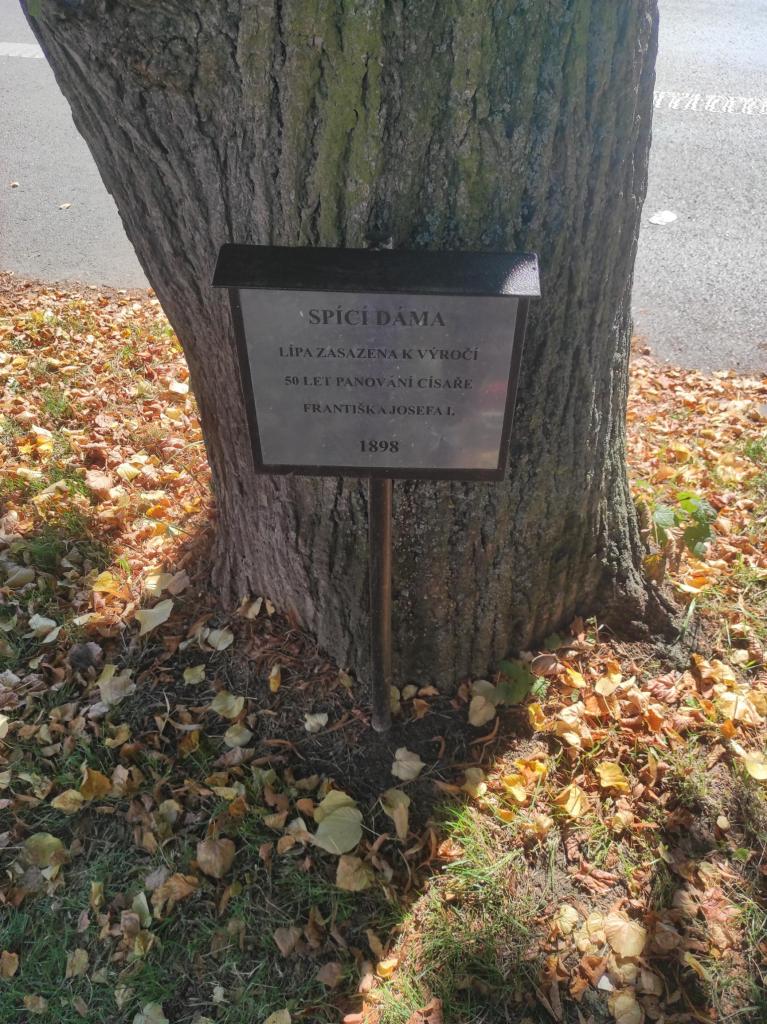 SPÍCÍ DÁMA
LÍPA ZASAZENA K VÝROČÍ
50 LET PANOVÁNÍ CÍSAŘE
FRANTIŠKA JOSEFA I.
1898